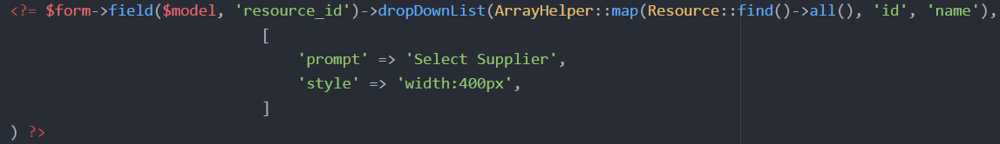 <?= $form->field($model, 'resource_id')->dropDownList(ArrayHelper::map(Resource::find()->all(), 'id', 'name'),
[
'prompt' => 'Select Supplier',
'style' => 'width:400px',
]
) ?>